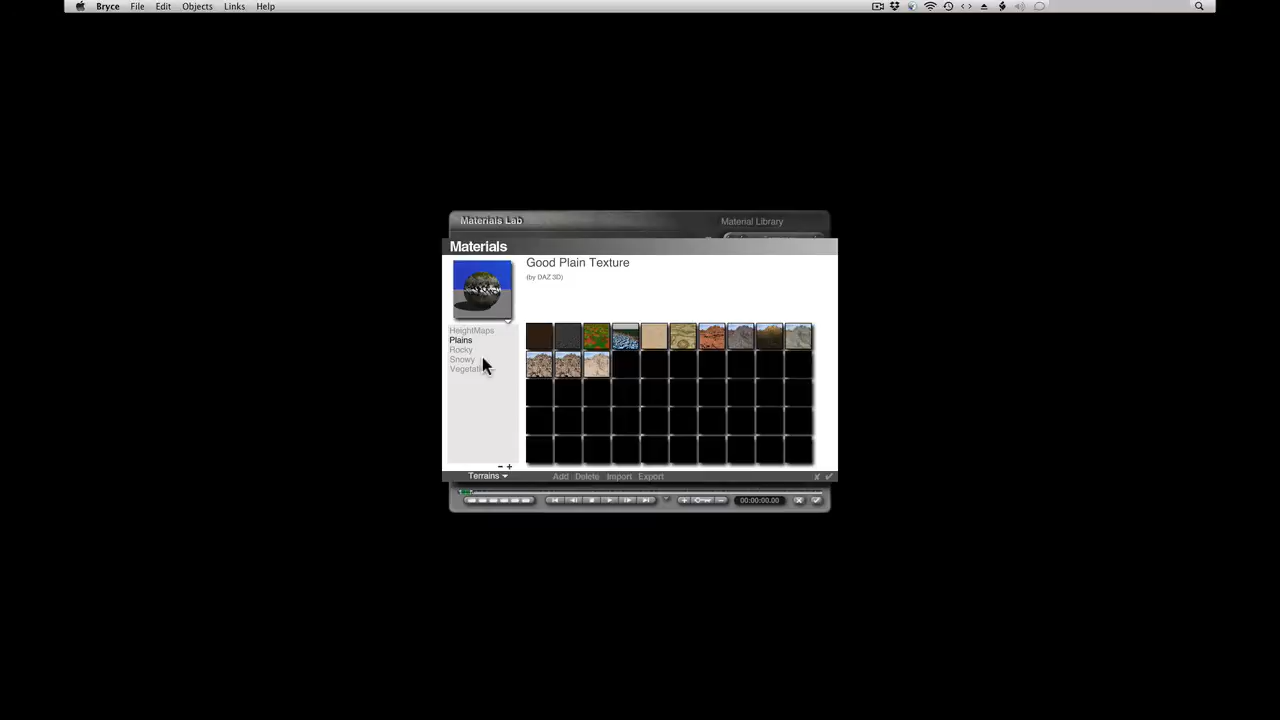 Bryce File Edit Objects Links Help
Materials Lab
Material Library
Materials
Good Plain Texture
(by DAZ 3D)
HeightMaps
Plains
Rocky
Snowy
- +
Terrains
Add Delete Import Export
00:00:00.00